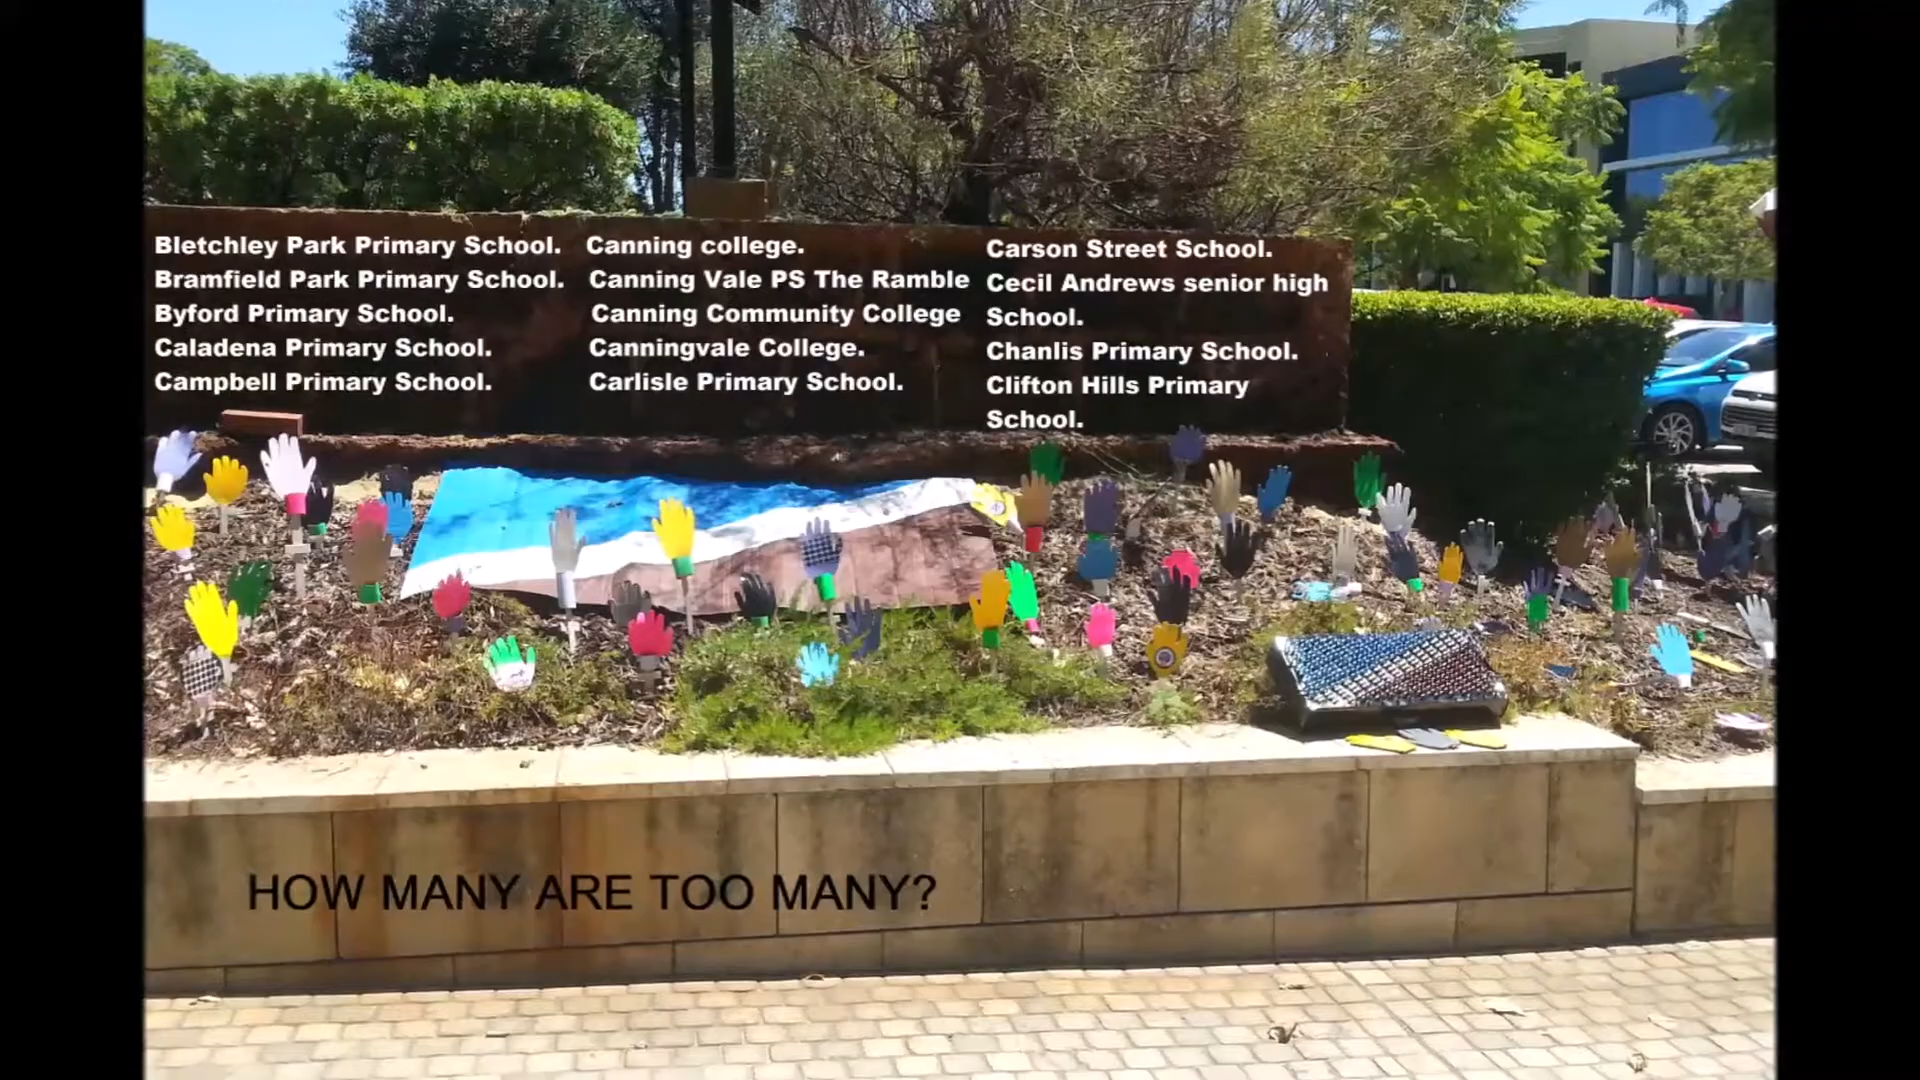 Bletchley Park Primary School.
Bramfield Park Primary School.
Byford Primary School.
Caladena Primary School.
Campbell Primary School.
Canning college.
Canning Vale PS The Ramble
Canning Community College
Canningvale College.
Carlisle Primary School.
Carson Street School.
Cecil Andrews senior high
School.
Chanlis Primary School.
Clifton Hills Primary
School.
HOW MANY ARE TOO MANY?